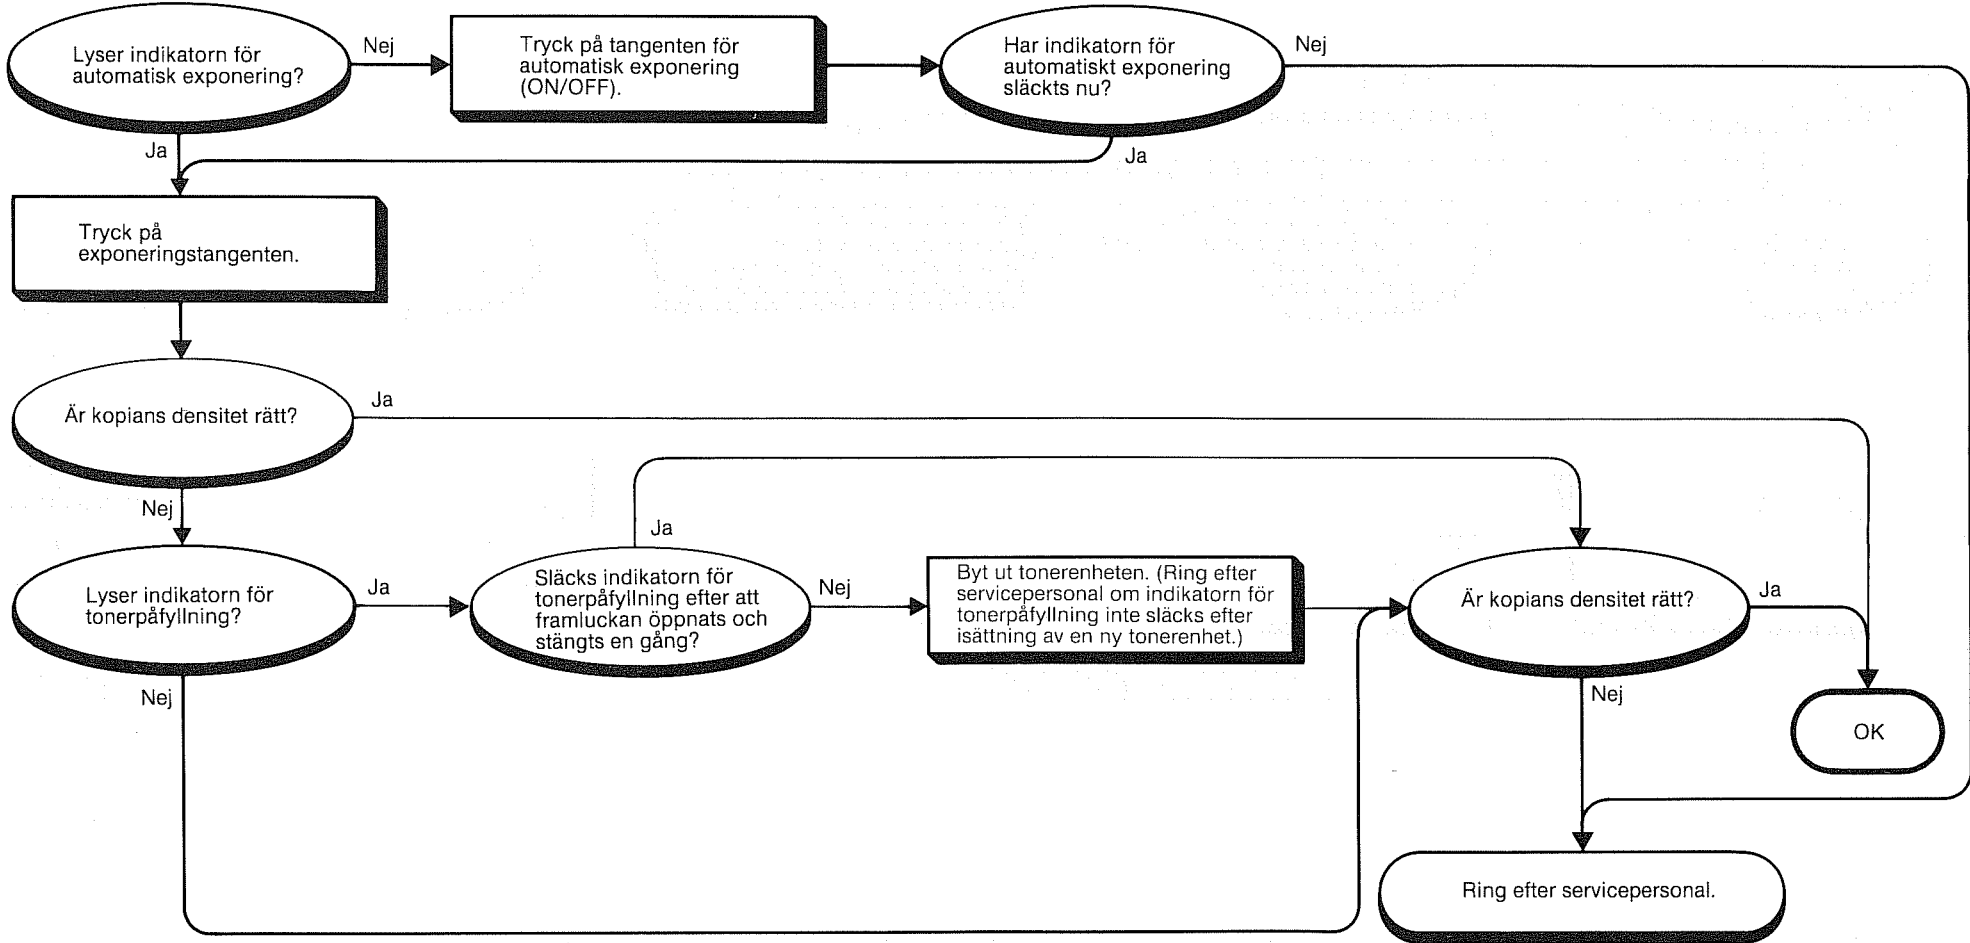 Lyser indikatorn för
automatisk exponering?
Nej
Tryck på tangenten för
automatisk exponering
(ON/OFF).
Har indikatorn för
automatiskt exponering
släckts nu?
Nej
Ja
Ja
Tryck på
exponeringstangenten.
Är kopians densitet rätt?
Ja
Nej
Lyser indikatorn för
tonerpåfyllning?
Ja
Nej
Släcks indikatorn för
tonerpåfyllning efter att
framluckan öppnats och
stängts en gång?
Ja
Nej
Byt ut tonerenheten. (Ring efter
servicepersonal om indikatorn för
tonerpåfyllning inte släcks efter
isättning av en ny tonerenhet.)
Är kopians densitet rätt?
Ja
Nej
OK
Ring efter servicepersonal.